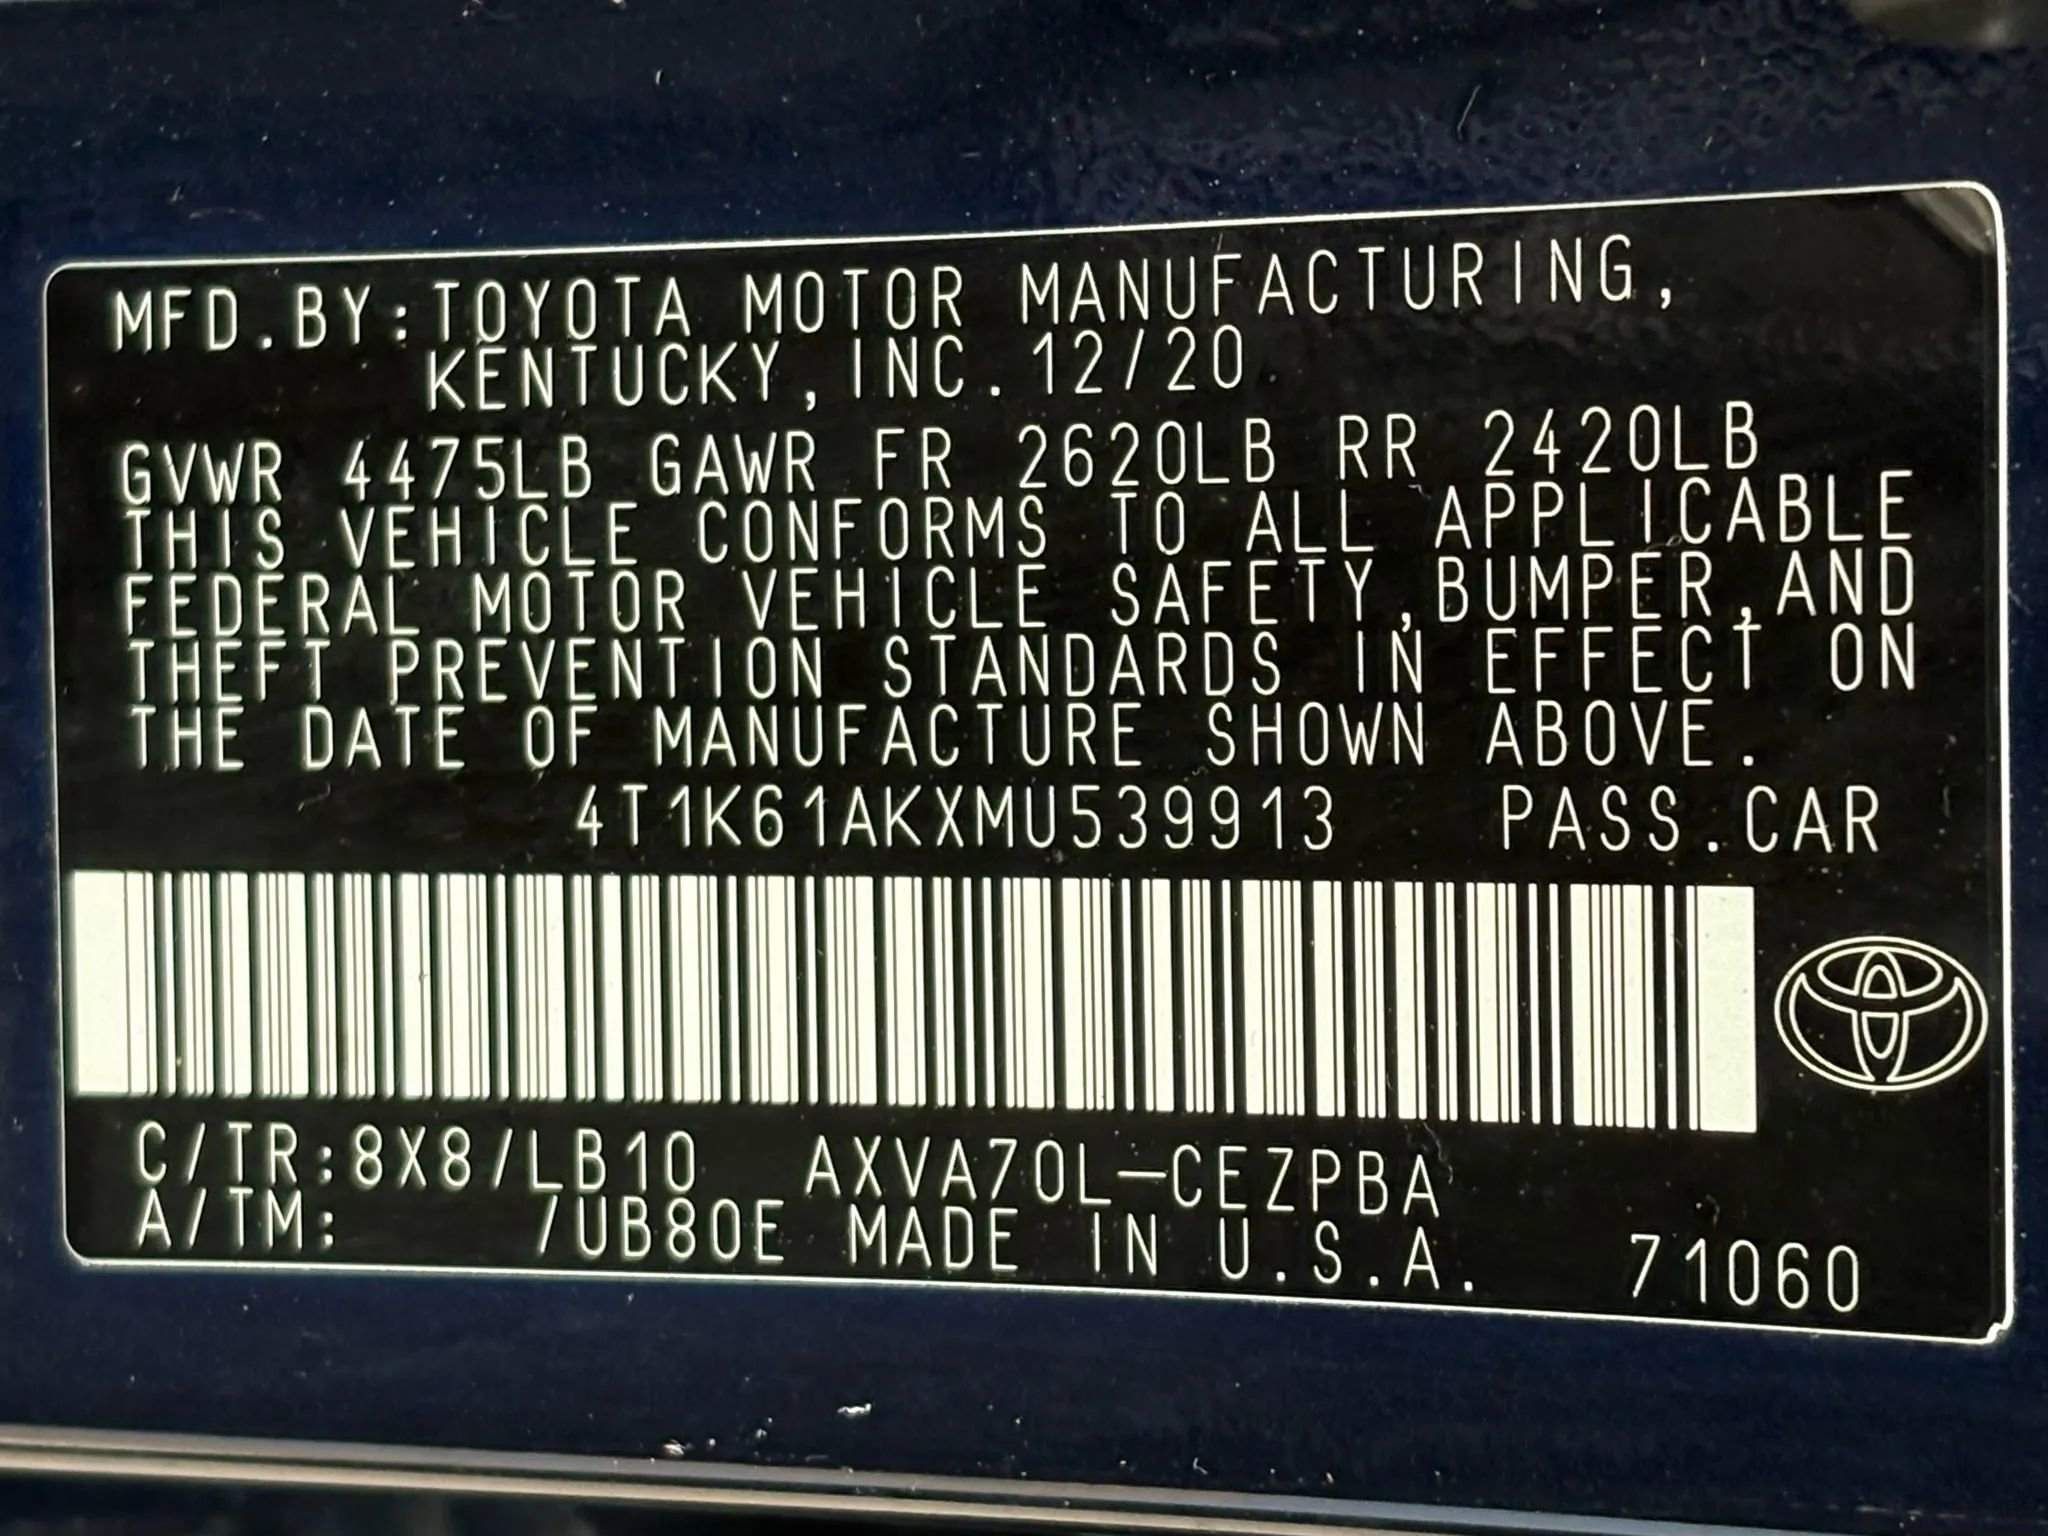 MFD.BY:TOYOTA MOTOR MANUFACTURING,
KENTUCKY,INC.12/20
GVWR 4475LB GAWR FR 2620LB RR 2420LB
THIS VEHICLE CONFORMS TO ALL APPLICABLE
FEDERAL MOTOR VEHICLE SAFETY,BUMPER,AND
THEFT PREVENTION STANDARDS IN EFFECT ON
THE DATE OF MANUFACTURE SHOWN ABOVE.
4T1K61AKXMU539913 PASS.CAR
C/TR:8X8/LB10 AXVA70L-CEZPBA
A/TM: /UB80E MADE IN U.S.A. 71060